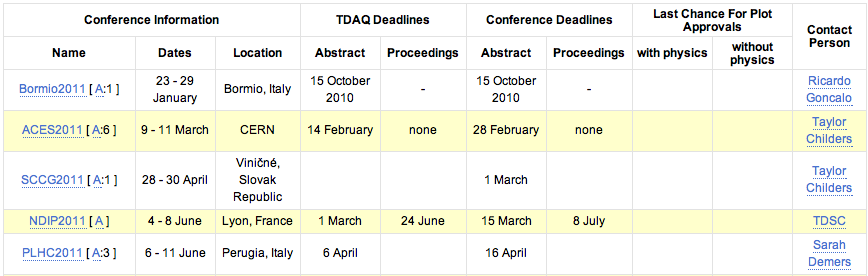 Conference Information TDAQ Deadlines Conference Deadlines Last Chance For Plot Approvals Contact Person
Name Dates Location Abstract Proceedings Abstract Proceedings with physics without physics
Bormio2011 [ A:1 ] 23 - 29 January Bormio, Italy 15 October 2010 - 15 October 2010 - Ricardo Goncalo
ACES2011 [ A:6 ] 9 - 11 March CERN 14 February none 28 February none Taylor Childers
SCCG2011 [ A:1 ] 28 - 30 April Viničné, Slovak Republic 1 March Taylor Childers
NDIP2011 [ A ] 4 - 8 June Lyon, France 1 March 24 June 15 March 8 July TDSC
PLHC2011 [ A:3 ] 6 - 11 June Perugia, Italy 6 April 16 April Sarah Demers